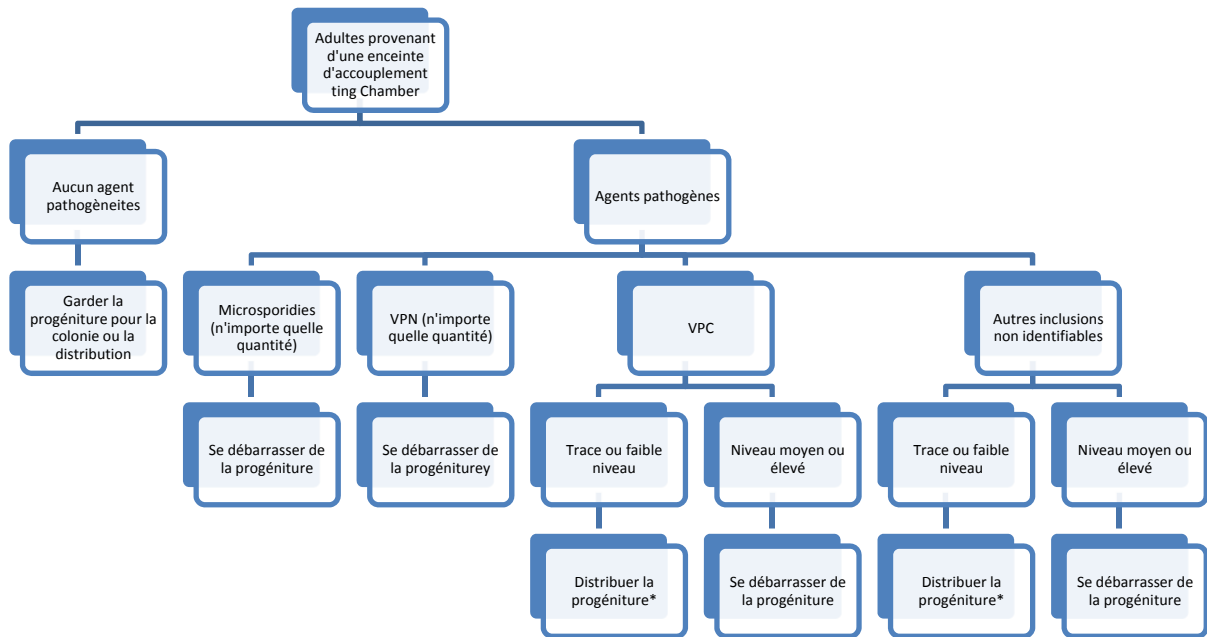 Adultes provenant
d'une enceinte
d'accouplement
ting Chamber
Aucun agent
pathogèneites
Agents pathogènes
Garder la
progéniture pour la
colonie ou la
distribution
Microsporidies
(n'importe quelle
quantité)
VPN (n'importe
quelle quantité)
VPC
Autres inclusions
non identifiables
Se débarrasser de
la progéniture
Se débarrasser de
la progéniturey
Trace ou faible
niveau
Niveau moyen ou
élevé
Trace ou faible
niveau
Niveau moyen ou
élevé
Distribuer la
progéniture*
Se débarrasser de
la progéniture
Distribuer la
progéniture*
Se débarrasser de
la progéniture